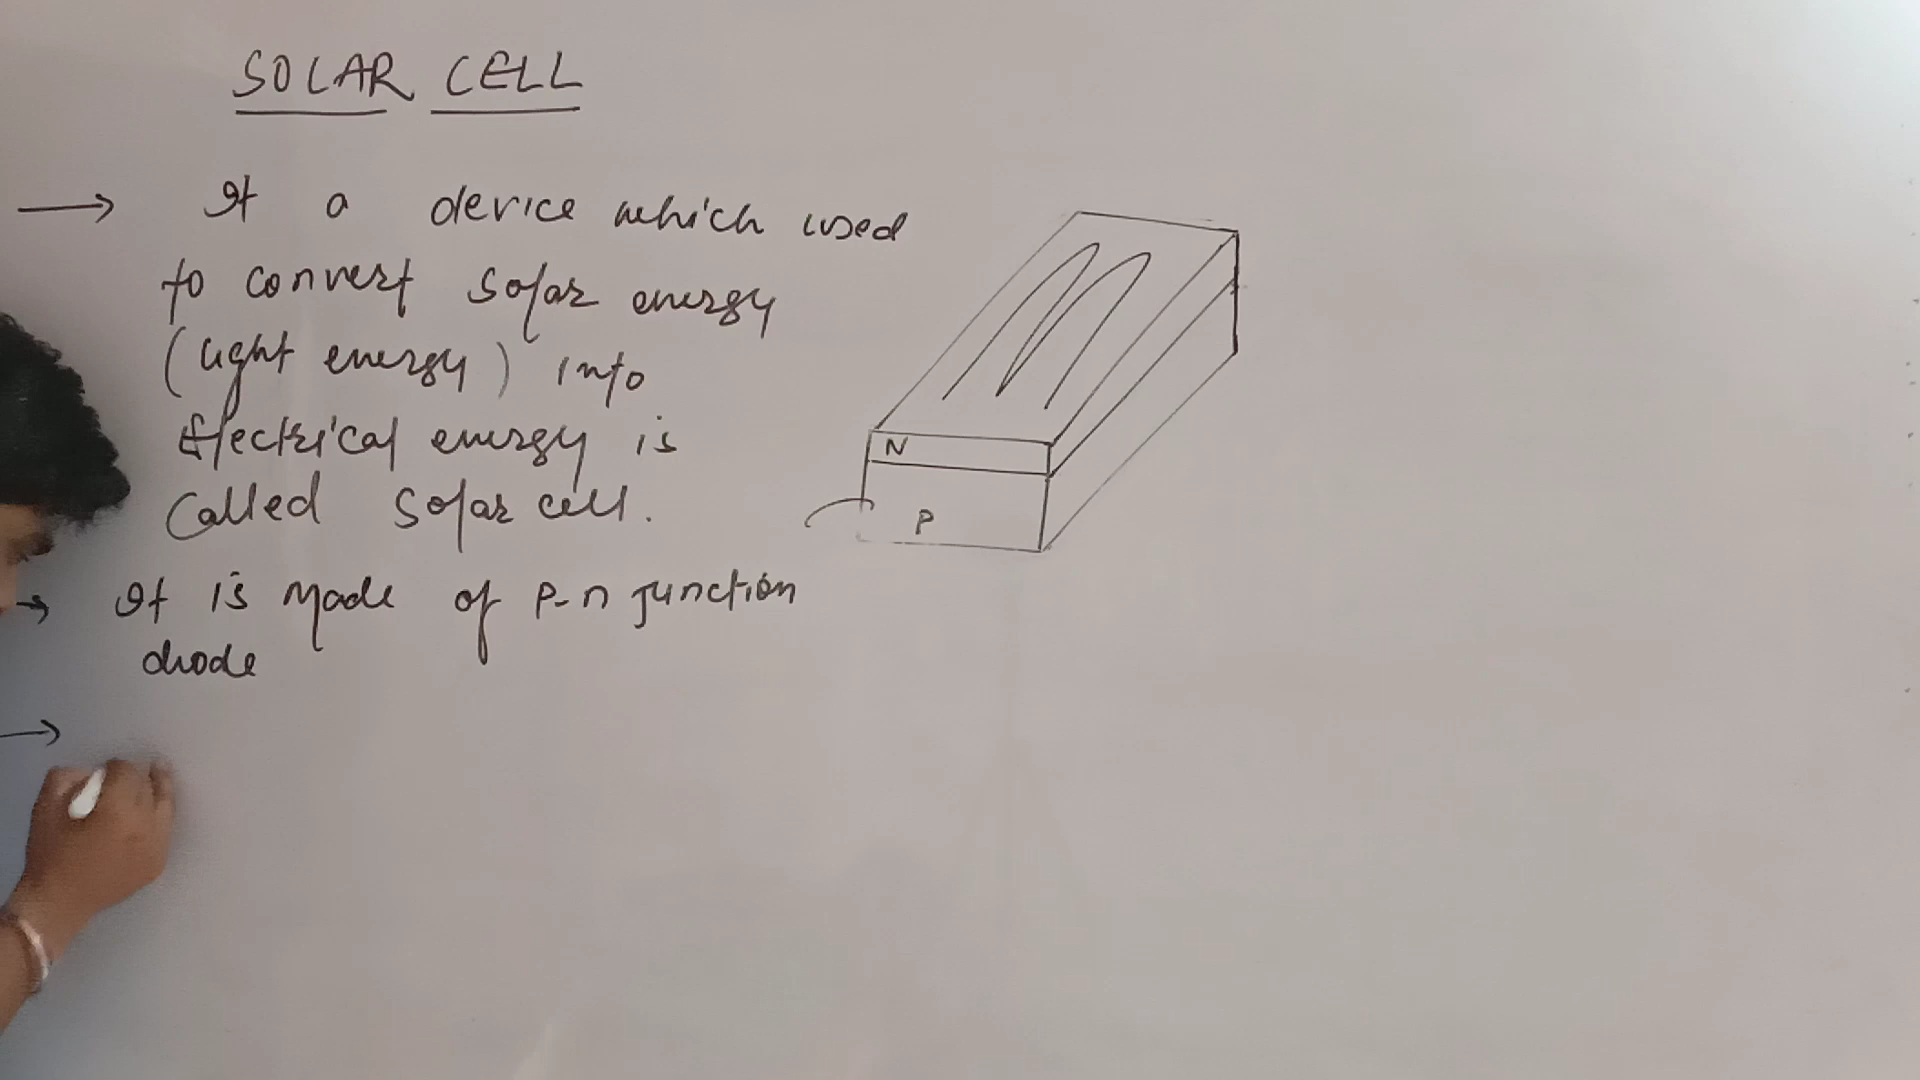 SOLAR CELL
→ It a device which used
to convert solar energy
(light energy) into
Electrical energy is
Called Solar cell.
→ It is made of P-n junction
diode
→
N
P